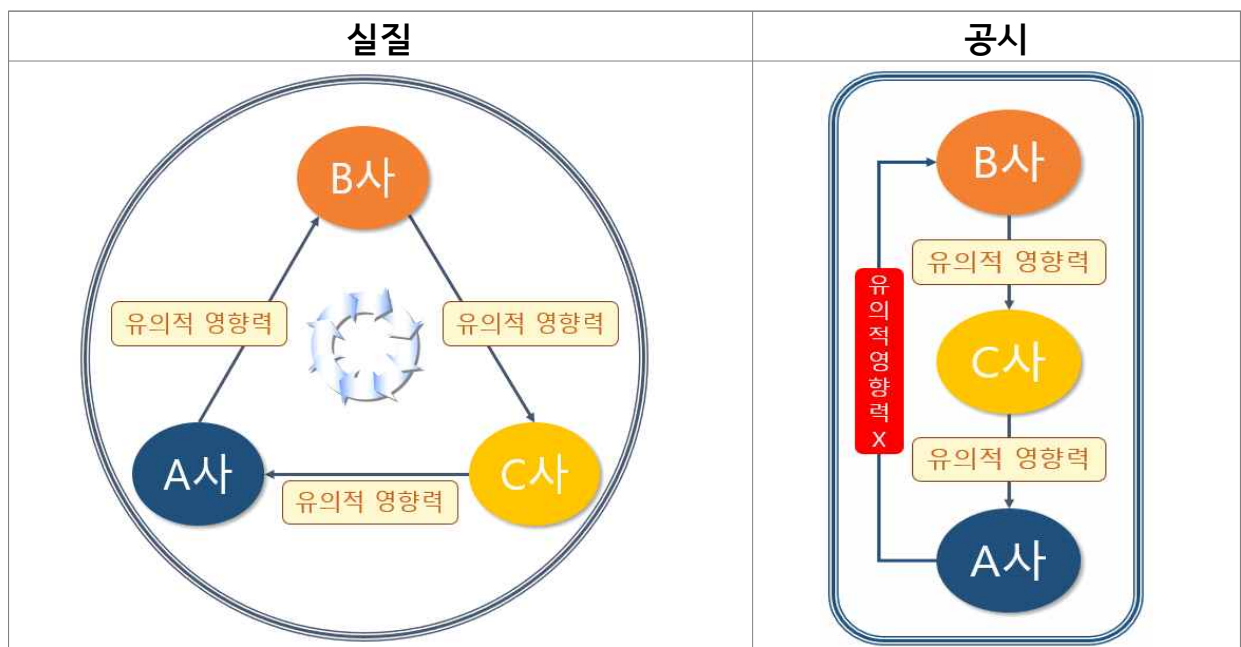 실질
공시
B사
유의적 영향력
유의적 영향력
A사
C사
유의적 영향력
B사
유의적 영향력
유
의
적
영
향
력
X
C사
유의적 영향력
A사